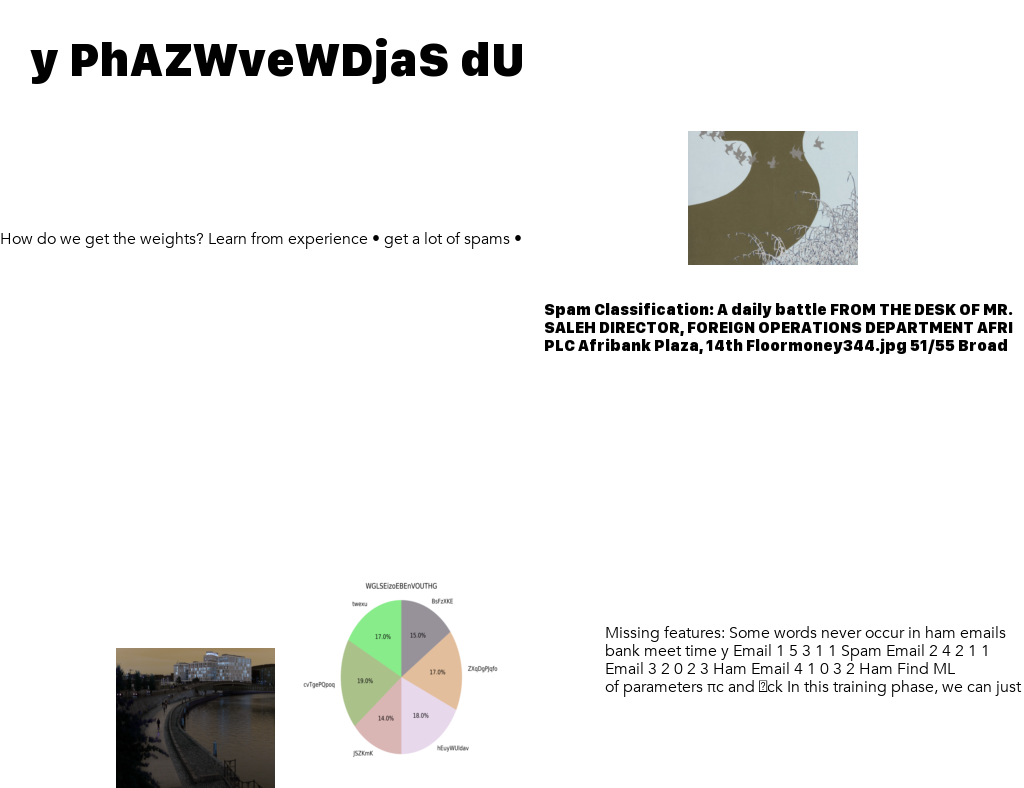 y PhAZWveWDjaS dU
How do we get the weights? Learn from experience • get a lot of spams •
Spam Classification: A daily battle FROM THE DESK OF MR.
SALEH DIRECTOR, FOREIGN OPERATIONS DEPARTMENT AFRI
PLC Afribank Plaza, 14th Floormoney344.jpg 51/55 Broad
WGLSEizoEBEnVOUTHG
twexu
BsFzXKE
17.0%
15.0%
ZXqDgPJqfo
17.0%
19.0%
cvTgePQpoq
14.0%
18.0%
JSZKmK
hEuyWUldav
Missing features: Some words never occur in ham emails
bank meet time y Email 1 5 3 1 1 Spam Email 2 4 2 1 1
Email 3 2 0 2 3 Ham Email 4 1 0 3 2 Ham Find ML
of parameters πc and ck In this training phase, we can just